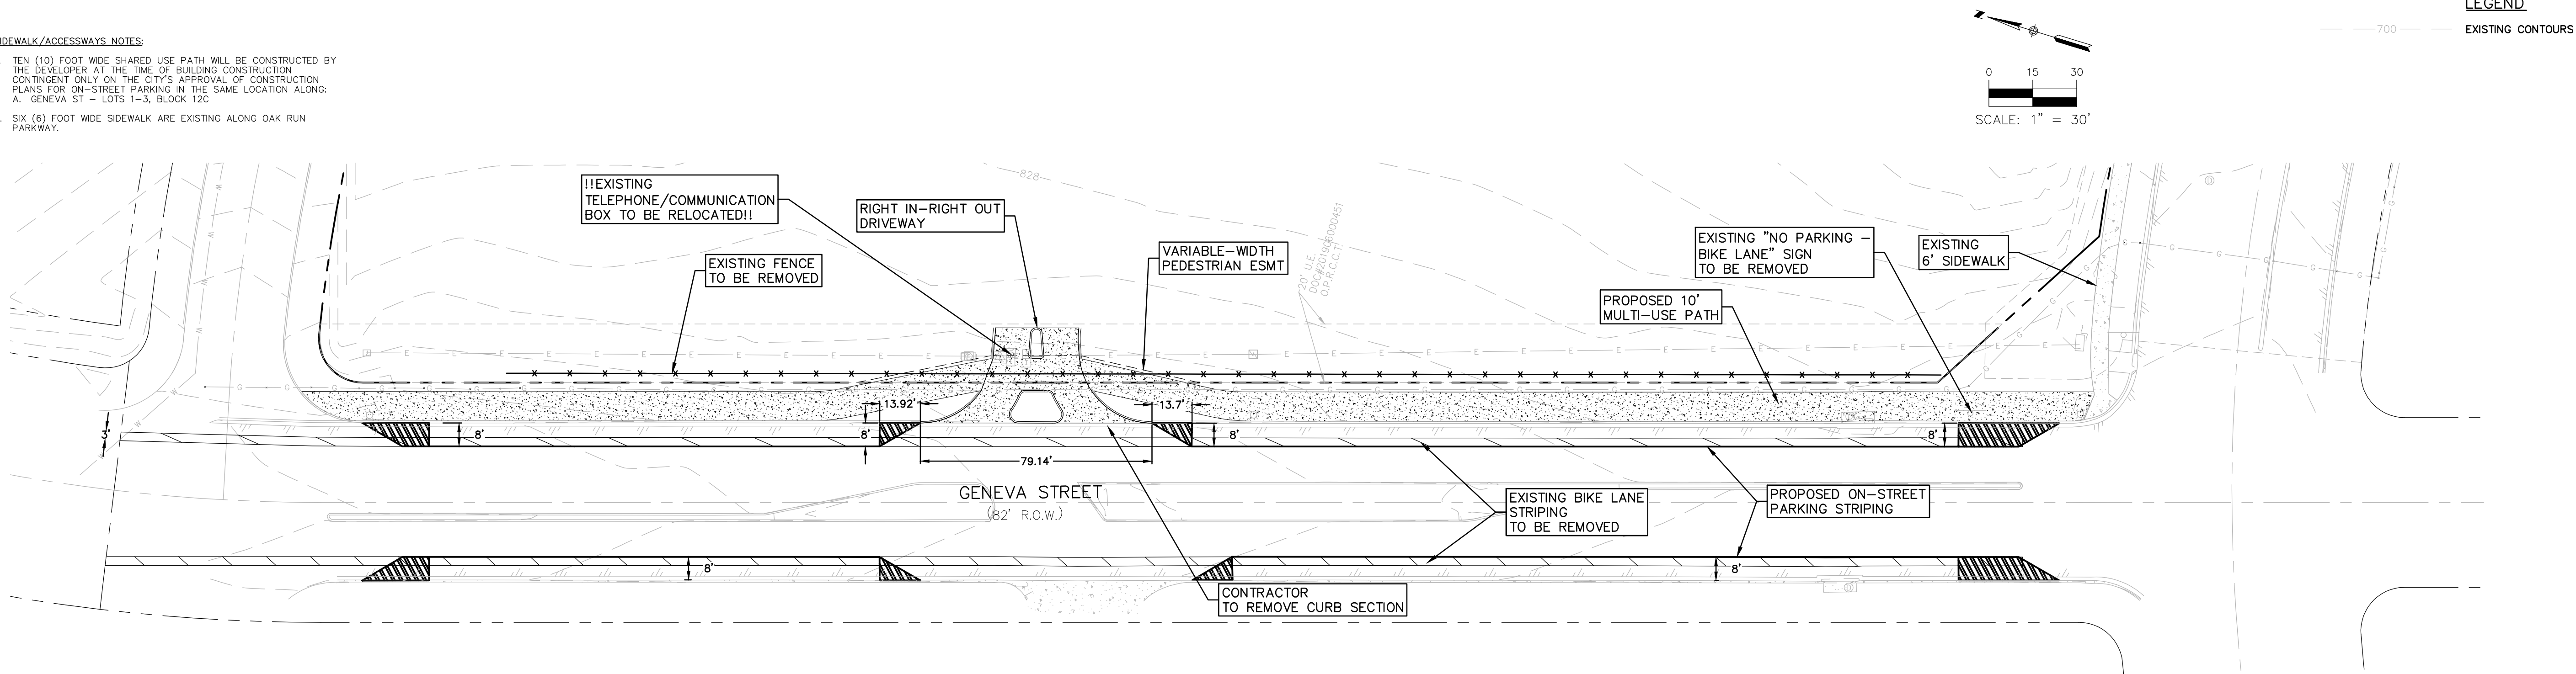 LEGEND
700
EXISTING CONTOURS
IDEWALK/ACCESSWAYS NOTES:
TEN (10) FOOT WIDE SHARED USE PATH WILL BE CONSTRUCTED BY
THE DEVELOPER AT THE TIME OF BUILDING CONSTRUCTION
CONTINGENT ONLY ON THE CITY'S APPROVAL OF CONSTRUCTION
PLANS FOR ON-STREET PARKING IN THE SAME LOCATION ALONG:
A. GENEVA ST - LOTS 1-3, BLOCK 12C
. SIX (6) FOOT WIDE SIDEWALK ARE EXISTING ALONG OAK RUN
PARKWAY.
N
0 15 30
SCALE: 1" = 30'
828
!!EXISTING
TELEPHONE/COMMUNICATION
BOX TO BE RELOCATED!!
RIGHT IN-RIGHT OUT
DRIVEWAY
EXISTING FENCE
TO BE REMOVED
VARIABLE-WIDTH
PEDESTRIAN ESMT
20' U.E.
DOC#201906000451
O.P.R.C.C.T.
EXISTING "NO PARKING -
BIKE LANE" SIGN
TO BE REMOVED
EXISTING
6' SIDEWALK
PROPOSED 10'
MULTI-USE PATH
13.92'
13.7'
3'
8'
8'
8'
8'
79.14'
GENEVA STREET
(82' R.O.W.)
EXISTING BIKE LANE
STRIPING
TO BE REMOVED
PROPOSED ON-STREET
PARKING STRIPING
8'
8'
CONTRACTOR
TO REMOVE CURB SECTION